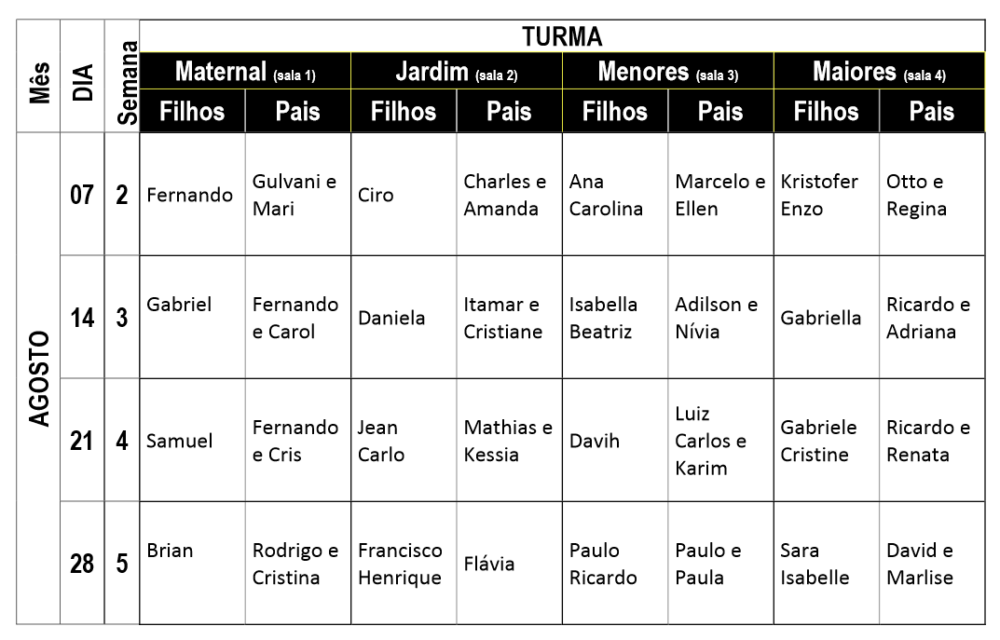 Mês DIA Semana TURMA
Maternal (sala 1) Jardim (sala 2) Menores (sala 3) Maiores (sala 4)
Filhos Pais Filhos Pais Filhos Pais Filhos Pais
AGOSTO
07 2 Fernando Gulvani e Mari Ciro Charles e Amanda Ana Carolina Marcelo e Ellen Kristofer Enzo Otto e Regina
14 3 Gabriel Fernando e Carol Daniela Itamar e Cristiane Isabella Beatriz Adilson e Nívia Gabriella Ricardo e Adriana
21 4 Samuel Fernando e Cris Jean Carlo Mathias e Kessia Davih Luiz Carlos e Karim Gabriele Cristine Ricardo e Renata
28 5 Brian Rodrigo e Cristina Francisco Henrique Flávia Paulo Ricardo Paulo e Paula Sara Isabelle David e Marlise